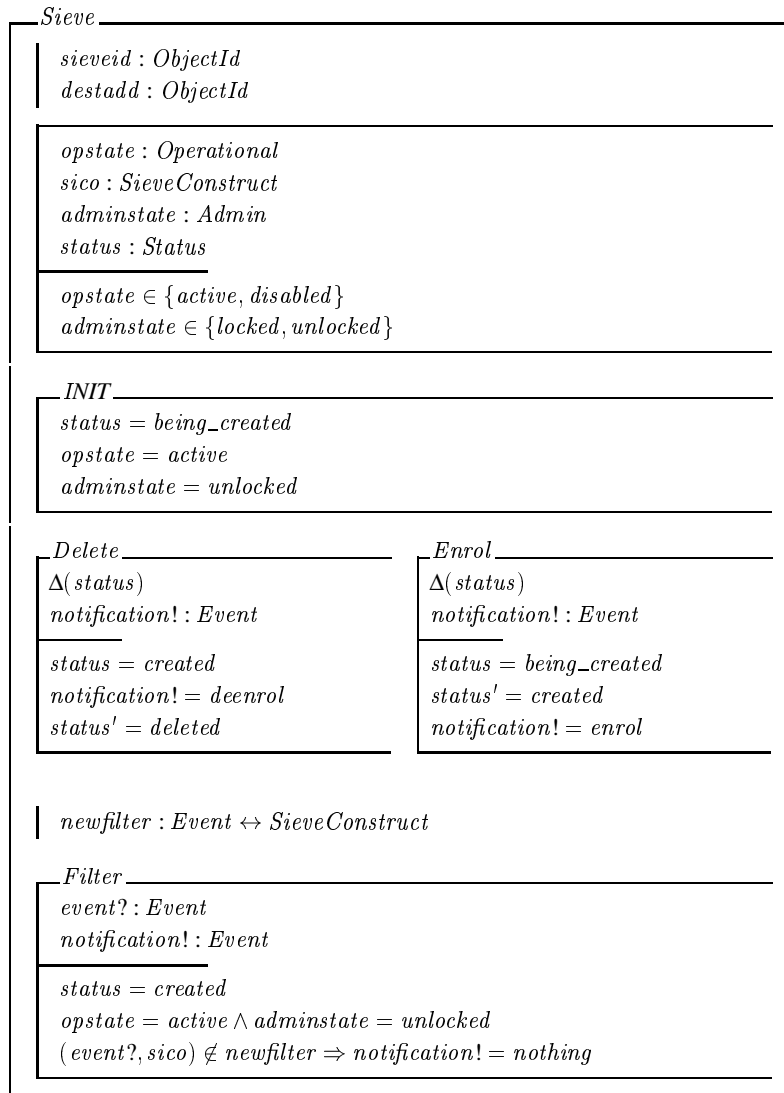 Sieve
sieveid : ObjectId
destadd : ObjectId
opstate : Operational
sico : SieveConstruct
adminstate : Admin
status : Status
opstate ∈ {active, disabled}
adminstate ∈ {locked, unlocked}
INIT
status = being_created
opstate = active
adminstate = unlocked
Delete
Δ(status)
notification! : Event
status = created
notification! = deenrol
status′ = deleted
Enrol
Δ(status)
notification! : Event
status = being_created
status′ = created
notification! = enrol
newfilter : Event ↔ SieveConstruct
Filter
event? : Event
notification! : Event
status = created
opstate = active ∧ adminstate = unlocked
(event?, sico) ∉ newfilter ⇒ notification! = nothing